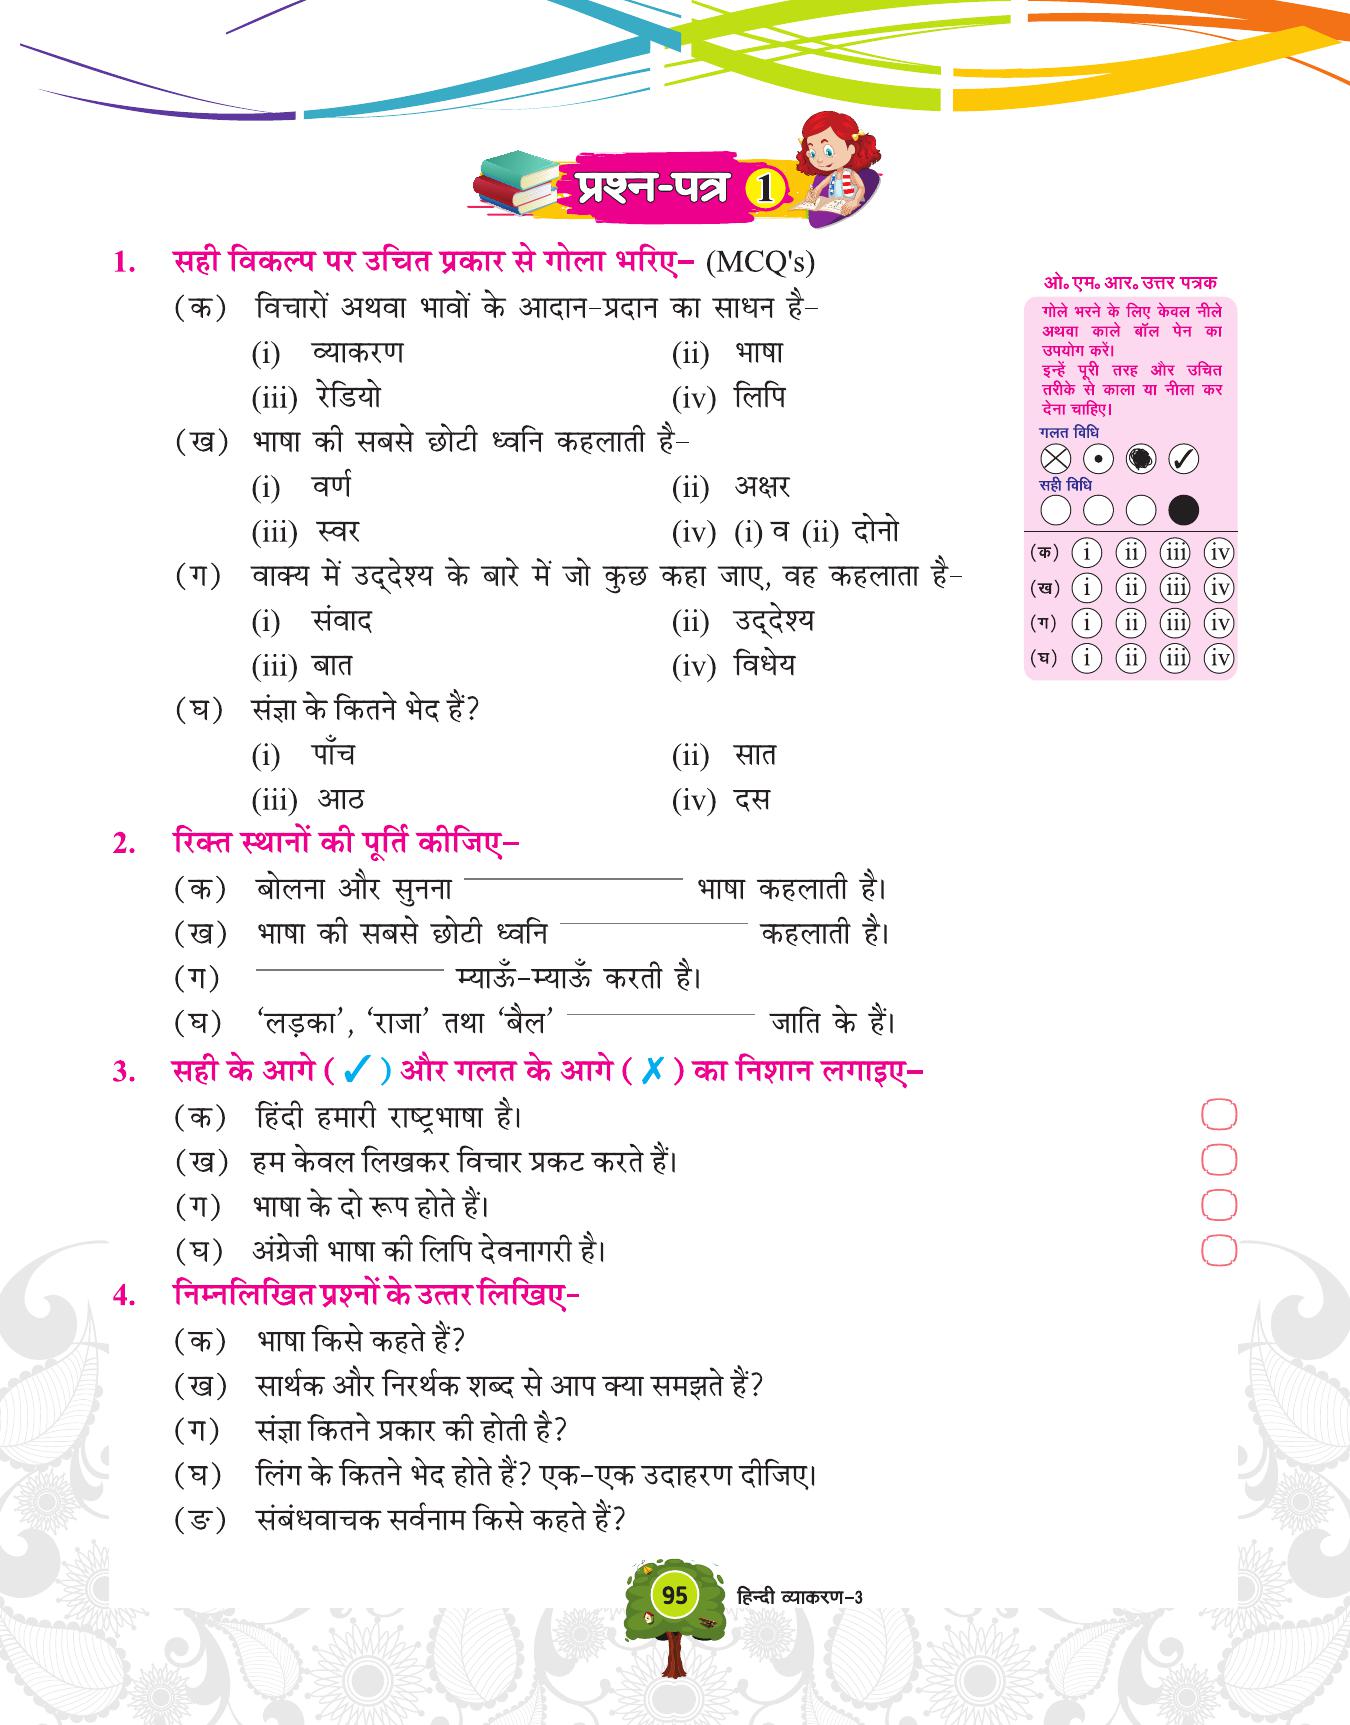 प्रश्न-पत्र 1
1. सही विकल्प पर उचित प्रकार से गोला भरिए– (MCQ's)
(क) विचारों अथवा भावों के आदान-प्रदान का साधन है–
(i) व्याकरण (ii) भाषा
(iii) रेडियो (iv) लिपि
(ख) भाषा की सबसे छोटी ध्वनि कहलाती है–
(i) वर्ण (ii) अक्षर
(iii) स्वर (iv) (i) व (ii) दोनो
(ग) वाक्य में उद्देश्य के बारे में जो कुछ कहा जाए, वह कहलाता है–
(i) संवाद (ii) उद्देश्य
(iii) बात (iv) विधेय
(घ) संज्ञा के कितने भेद हैं?
(i) पाँच (ii) सात
(iii) आठ (iv) दस
ओ॰ एम॰ आर॰ उत्तर पत्रक
गोले भरने के लिए केवल नीले
अथवा काले बॉल पेन का
उपयोग करें।
इन्हें पूरी तरह और उचित
तरीके से काला या नीला कर
देना चाहिए।
गलत विधि
सही विधि
(क) i ii iii iv
(ख) i ii iii iv
(ग) i ii iii iv
(घ) i ii iii iv
2. रिक्त स्थानों की पूर्ति कीजिए–
(क) बोलना और सुनना ____________ भाषा कहलाती है।
(ख) भाषा की सबसे छोटी ध्वनि ____________ कहलाती है।
(ग) ____________ म्याऊँ-म्याऊँ करती है।
(घ) ‘लड़का’, ‘राजा’ तथा ‘बैल’ ____________ जाति के हैं।
3. सही के आगे ( ✓ ) और गलत के आगे ( ✗ ) का निशान लगाइए–
(क) हिंदी हमारी राष्ट्रभाषा है।
(ख) हम केवल लिखकर विचार प्रकट करते हैं।
(ग) भाषा के दो रूप होते हैं।
(घ) अंग्रेजी भाषा की लिपि देवनागरी है।
4. निम्नलिखित प्रश्नों के उत्तर लिखिए–
(क) भाषा किसे कहते हैं?
(ख) सार्थक और निरर्थक शब्द से आप क्या समझते हैं?
(ग) संज्ञा कितने प्रकार की होती है?
(घ) लिंग के कितने भेद होते हैं? एक-एक उदाहरण दीजिए।
(ङ) संबंधवाचक सर्वनाम किसे कहते हैं?
95 हिन्दी व्याकरण-3